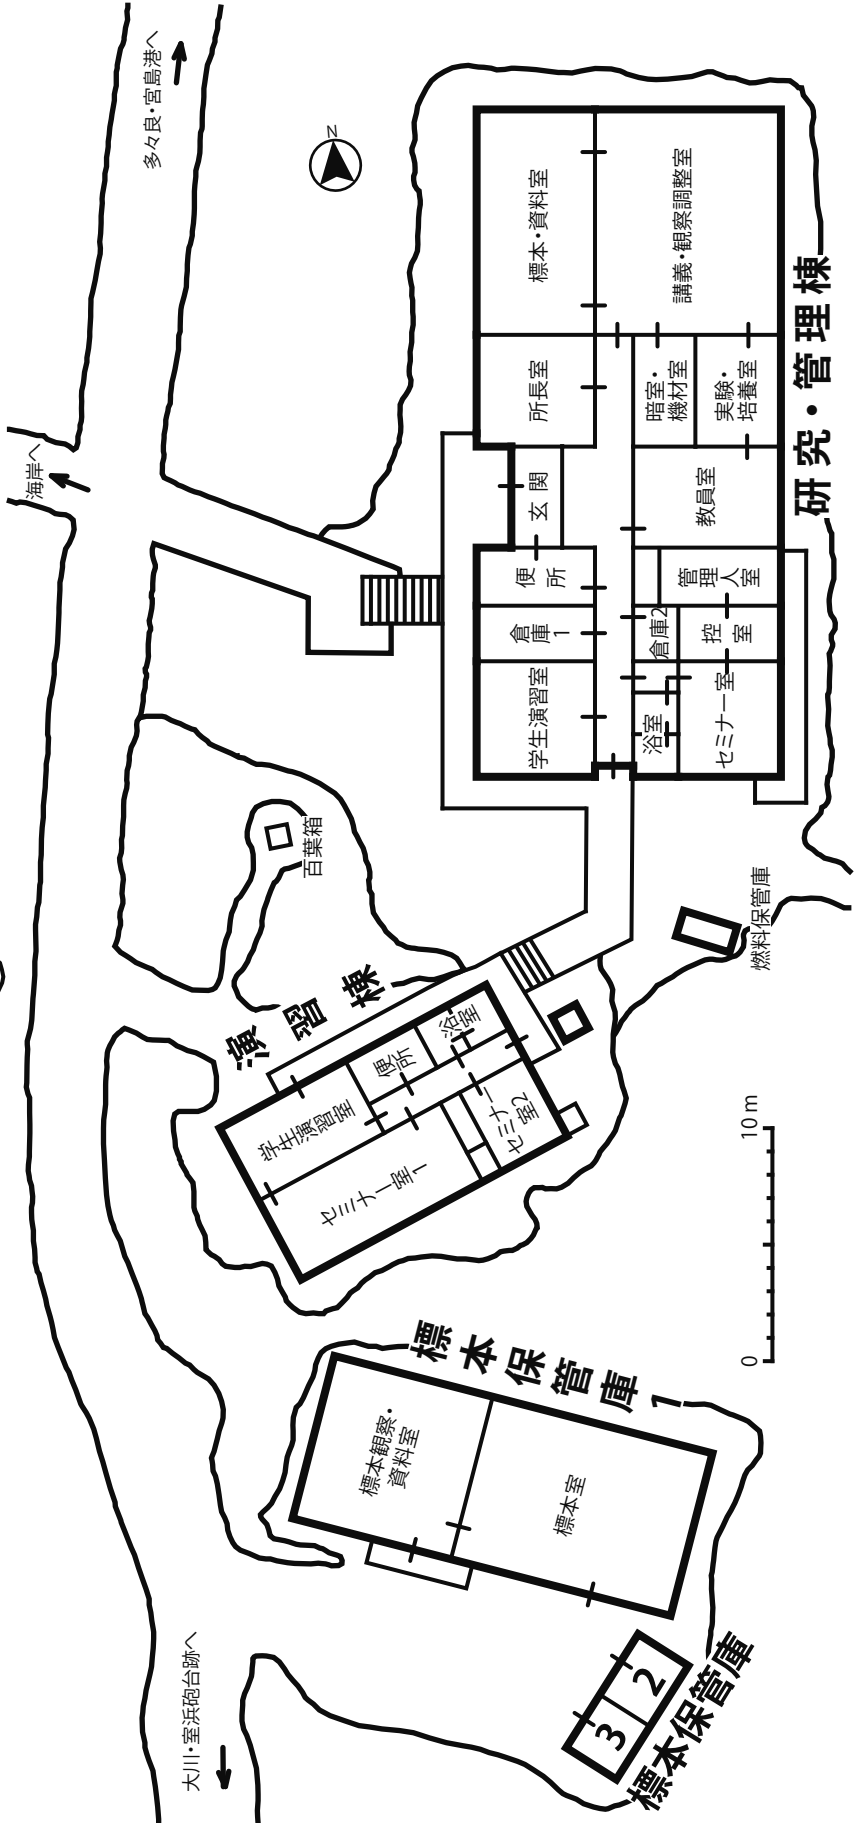 多々良・宮島港へ
海岸へ
N
標本・資料室
講義・観察調整室
所長室
暗室・
機材室
実験・
培養室
玄関
教員室
便所
管理人室
倉庫1
倉庫2
控室
学生演習室
浴室
セミナー室
研究・管理棟
百葉箱
燃料保管庫
演習棟
学生演習室
便所
浴室
セミナー室1
セミナー
室2
0
10 m
標本保管庫1
標本観察・
資料室
標本室
大川・室浜砲台跡へ
3
2
標本保管庫